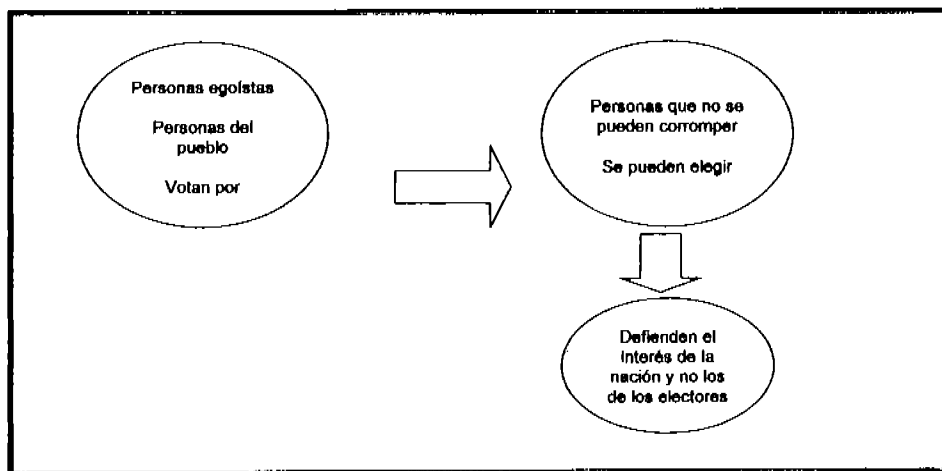 Personas egoístas
Personas del
pueblo
Votan por
Personas que no se
pueden corromper
Se pueden elegir
Defienden el
interés de la
nación y no los
de los electores